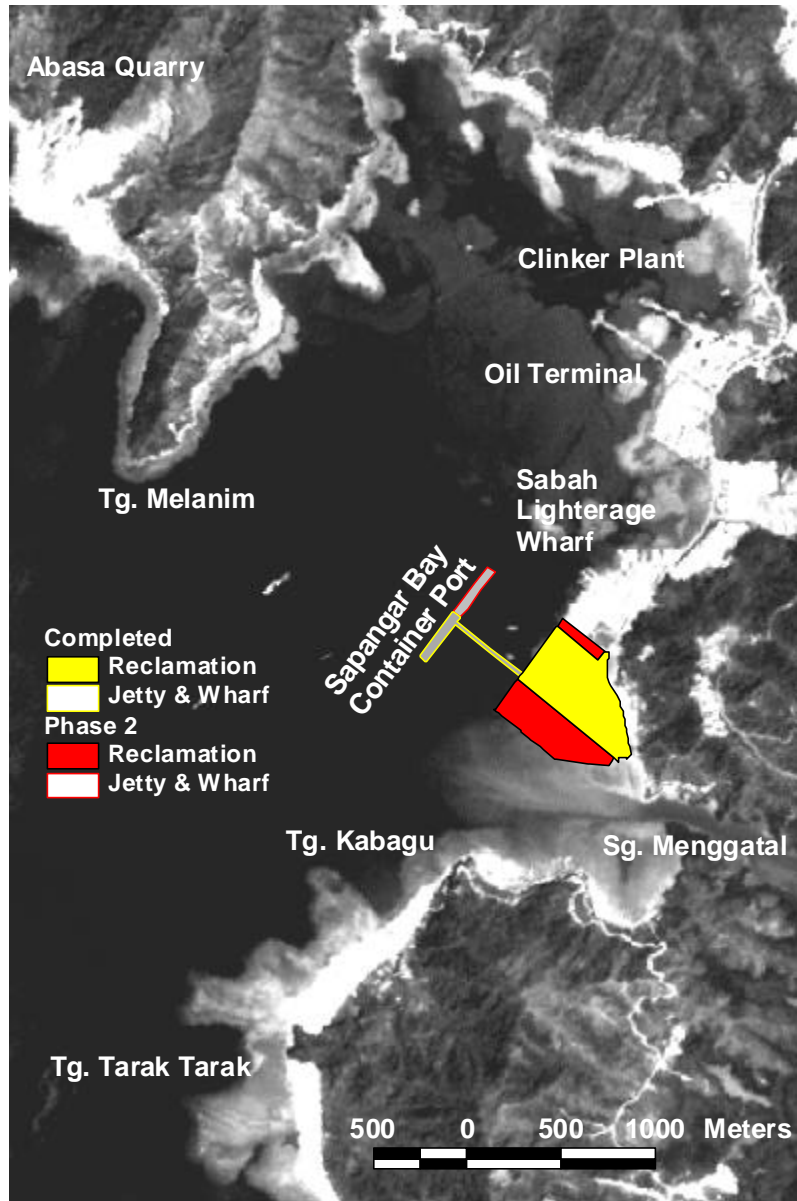 Abasa Quarry
Clinker Plant
Oil Terminal
Tg. Melanim
Sabah
Lighterage
Wharf
Sapangar Bay
Container Port
Completed
Reclamation
Jetty & Wharf
Phase 2
Reclamation
Jetty & Wharf
Tg. Kabagu
Sg. Menggatal
Tg. Tarak Tarak
500 0 500 1000 Meters